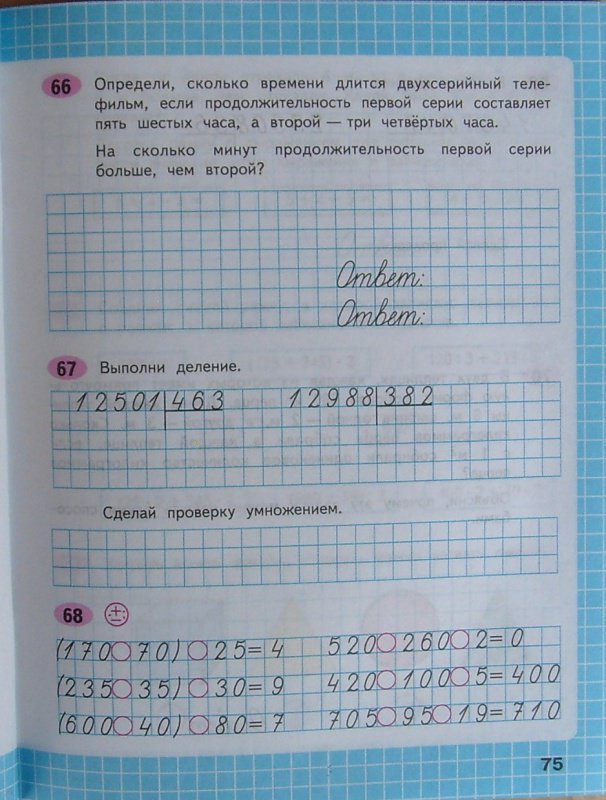 66 Определи, сколько времени длится двухсерийный теле-
фильм, если продолжительность первой серии составляет
пять шестых часа, а второй — три четвёртых часа.
На сколько минут продолжительность первой серии
больше, чем второй?
Ответ:
Ответ:
67 Выполни деление.
12501 463 12988 382
Сделай проверку умножением.
68
(170○70)○25=4 520○260○2=0
(235○35)○30=9 420○100○5=400
(600○40)○80=7 705○95○19=710
75